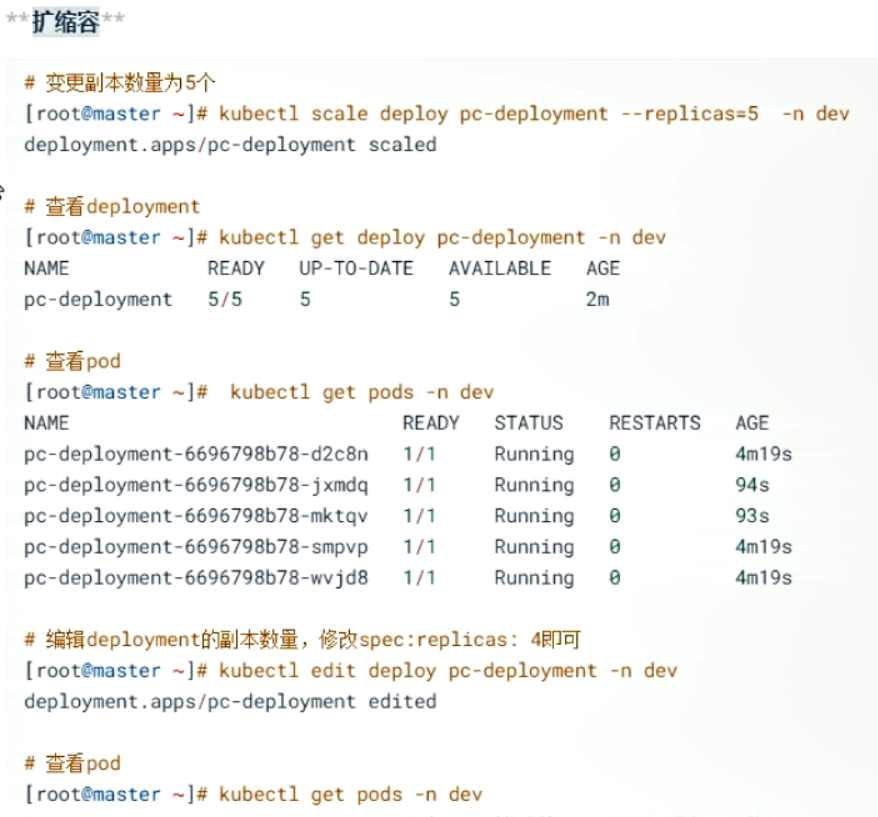 **扩缩容**
# 变更副本数量为5个
[root@master ~]# kubectl scale deploy pc-deployment --replicas=5  -n dev
deployment.apps/pc-deployment scaled
# 查看deployment
[root@master ~]# kubectl get deploy pc-deployment -n dev
NAME            READY   UP-TO-DATE   AVAILABLE   AGE
pc-deployment   5/5     5            5           2m
# 查看pod
[root@master ~]#  kubectl get pods -n dev
NAME                             READY   STATUS    RESTARTS   AGE
pc-deployment-6696798b78-d2c8n   1/1     Running   0          4m19s
pc-deployment-6696798b78-jxmdq   1/1     Running   0          94s
pc-deployment-6696798b78-mktqv   1/1     Running   0          93s
pc-deployment-6696798b78-smpvp   1/1     Running   0          4m19s
pc-deployment-6696798b78-wvjd8   1/1     Running   0          4m19s
# 编辑deployment的副本数量，修改spec:replicas: 4即可
[root@master ~]# kubectl edit deploy pc-deployment -n dev
deployment.apps/pc-deployment edited
# 查看pod
[root@master ~]# kubectl get pods -n dev